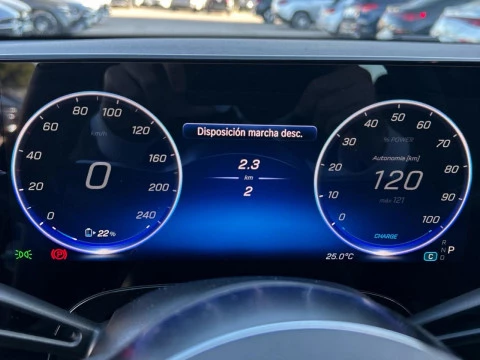 Disposición marcha desc.
2.3
km
2
km/h
0
20
40
60
80
100
120
160
200
240
0
22%
% POWER
Autonomía [km]
120
máx 121
0
10
20
30
40
50
60
70
80
90
100
CHARGE
25.0°C
C
R
N
D
P
(P)